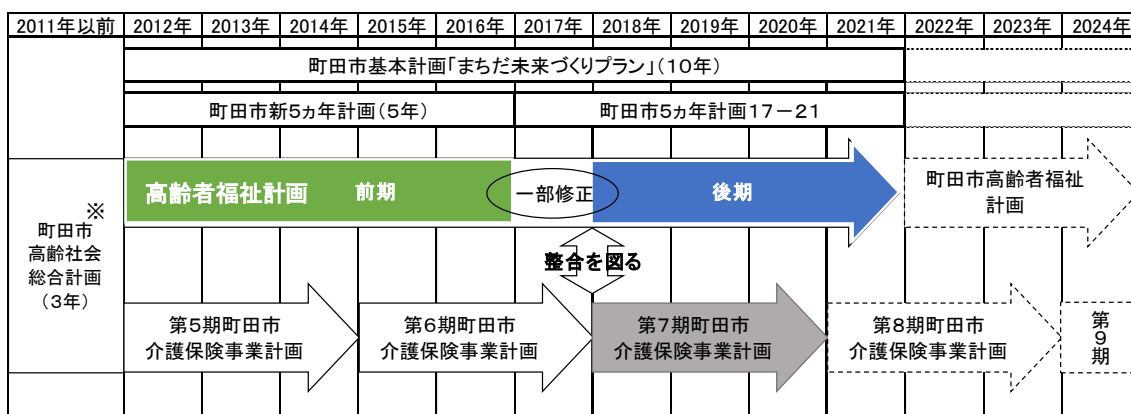 2011年以前 2012年 2013年 2014年 2015年 2016年 2017年 2018年 2019年 2020年 2021年 2022年 2023年 2024年
町田市基本計画「まちだ未来づくりプラン」(10年)
町田市新5ヵ年計画(5年) 町田市5ヵ年計画17-21
高齢者福祉計画 前期 一部修正 後期
町田市高齢者福祉
計画
※
町田市
高齢社会
総合計画
(3年)
整合を図る
第5期町田市
介護保険事業計画
第6期町田市
介護保険事業計画
第7期町田市
介護保険事業計画
第8期町田市
介護保険事業計画
第9期